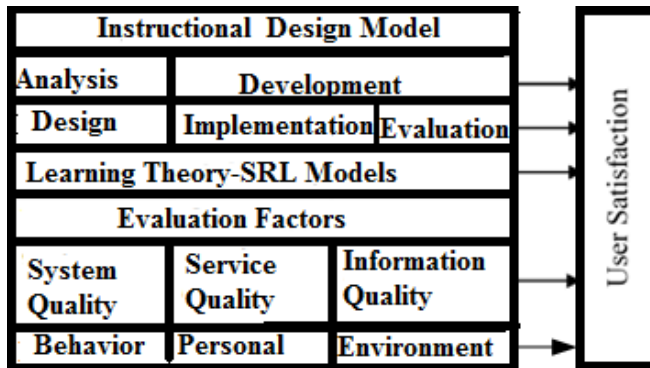 Instructional Design Model
Analysis
Development
Design
Implementation
Evaluation
Learning Theory-SRL Models
Evaluation Factors
System
Quality
Service
Quality
Information
Quality
Behavior
Personal
Environment
User Satisfaction